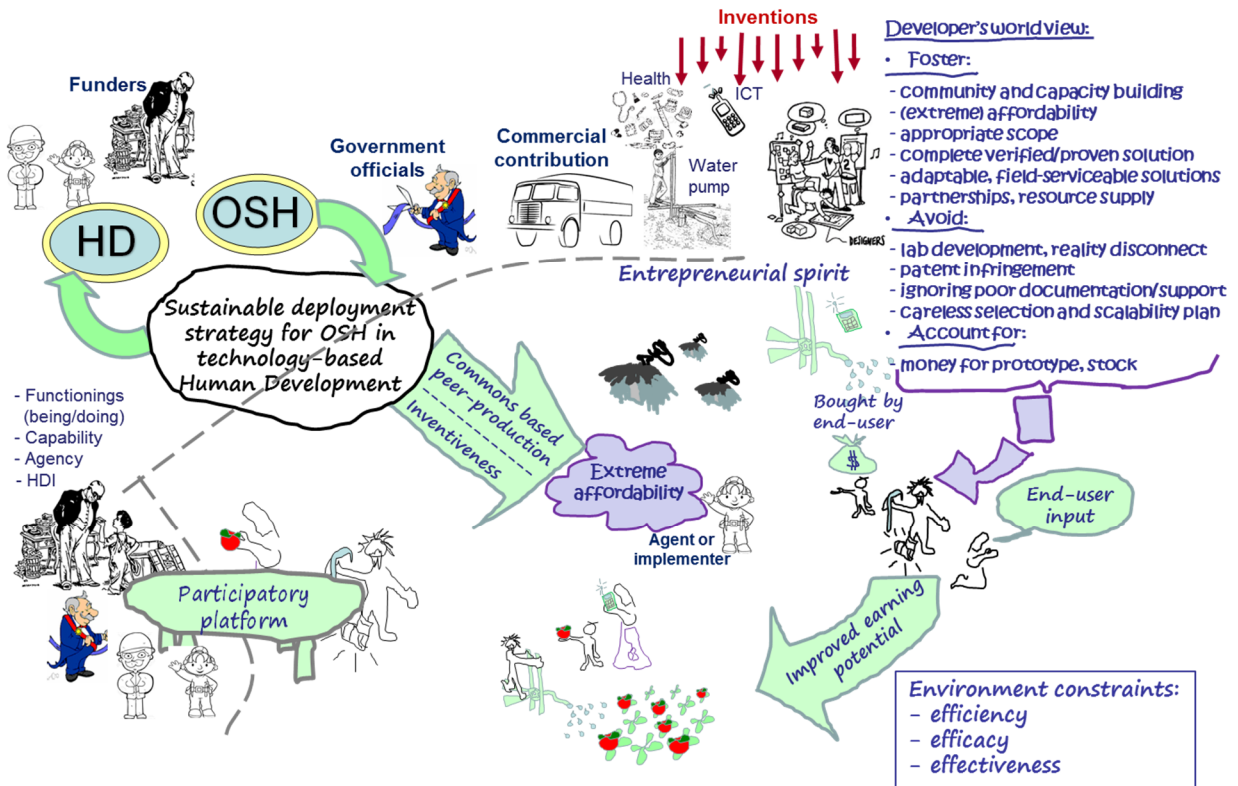 Inventions
Developer's world view:
• Foster:
- community and capacity building
- (extreme) affordability
- appropriate scope
- complete verified/proven solution
- adaptable, field-serviceable solutions
- partnerships, resource supply
• Avoid:
- lab development, reality disconnect
- patent infringement
- ignoring poor documentation/support
- careless selection and scalability plan
• Account for:
- money for prototype, stock
Funders
Health
ICT
Government
officials
Commercial
contribution
Water
pump
DESIGNERS
OSH
HD
Entrepreneurial spirit
Sustainable deployment
strategy for OSH in
technology-based
Human Development
Commons based
peer-production
Inventiveness
- Functionings
(being/doing)
- Capability
- Agency
- HDI
Bought by
end-user
$
Extreme
affordability
End-user
input
Agent or
implementer
Participatory
platform
Improved earning
potential
Environment constraints:
- efficiency
- efficacy
- effectiveness